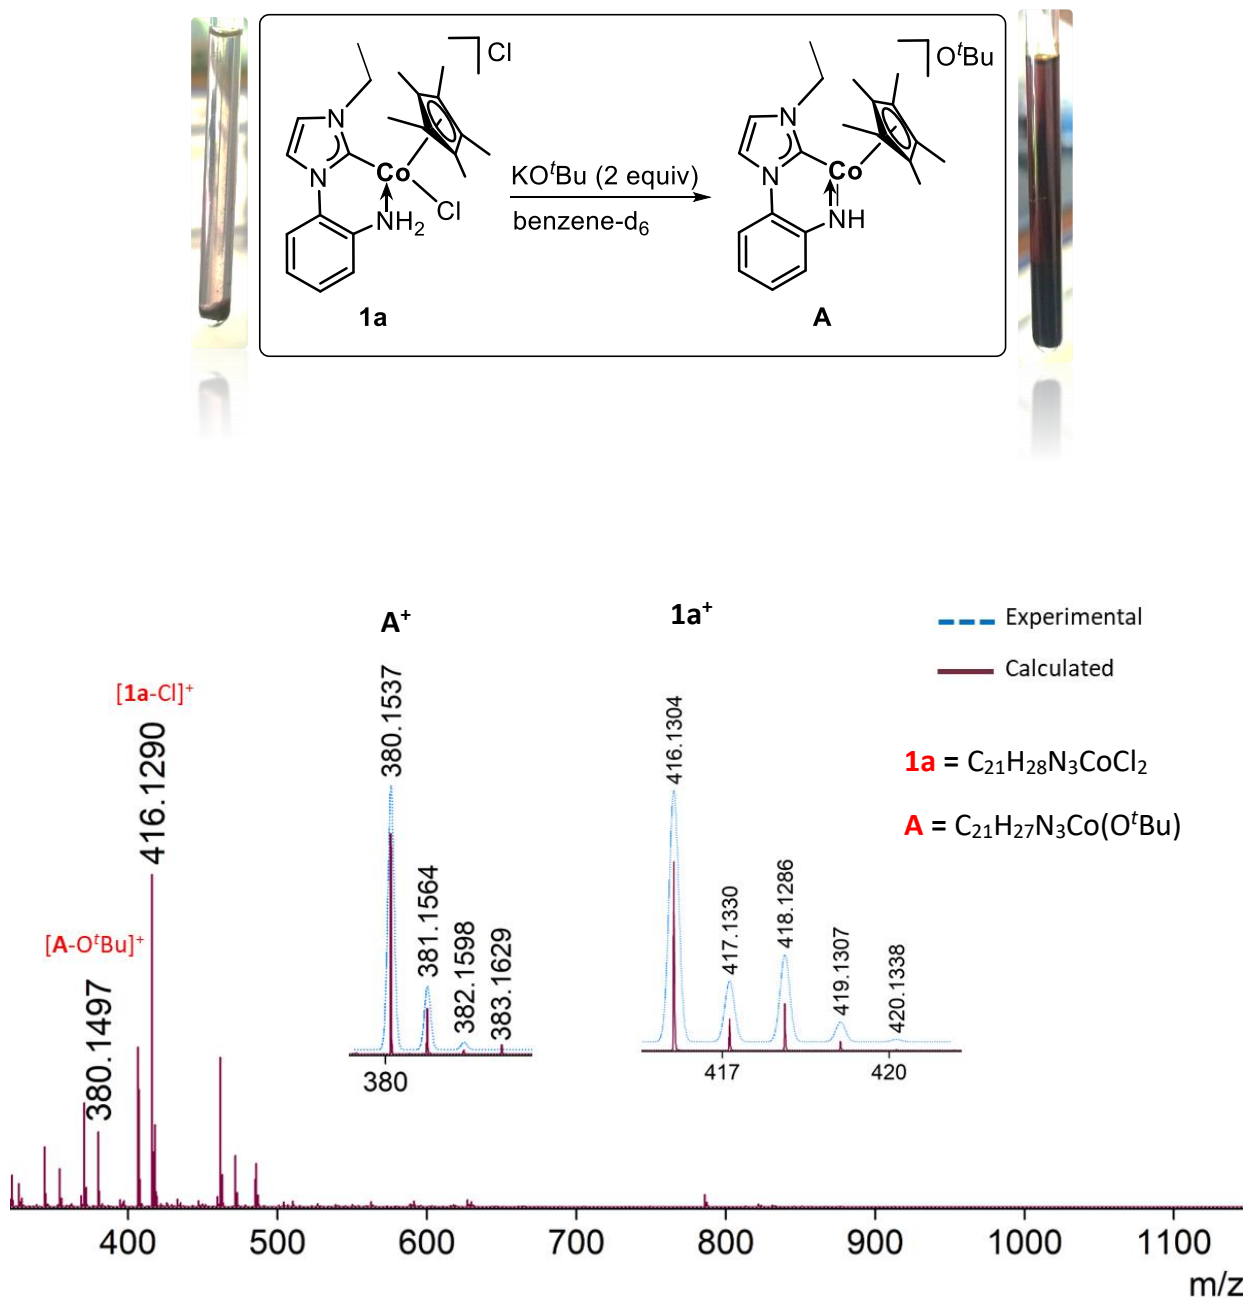 Cl
N
N
Co
Cl
NH2
1a
KOtBu (2 equiv)
benzene-d6
OtBu
N
N
Co
NH
A
A+
1a+
Experimental
Calculated
[1a-Cl]+
416.1290
[A-OtBu]+
380.1497
380.1537
381.1564
382.1598
383.1629
380
416.1304
417.1330
418.1286
419.1307
420.1338
417
420
1a = C21H28N3CoCl2
A = C21H27N3Co(OtBu)
400
500
600
700
800
900
1000
1100
m/z